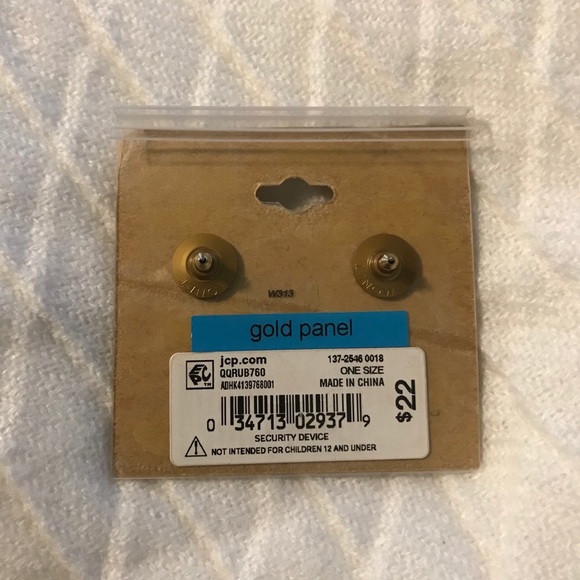 W313
gold panel
jcp.com
137-2546 0018
QQRUB760
ONE SIZE
ADHK4139768001
MADE IN CHINA
$22
0 34713 02937 9
SECURITY DEVICE
NOT INTENDED FOR CHILDREN 12 AND UNDER